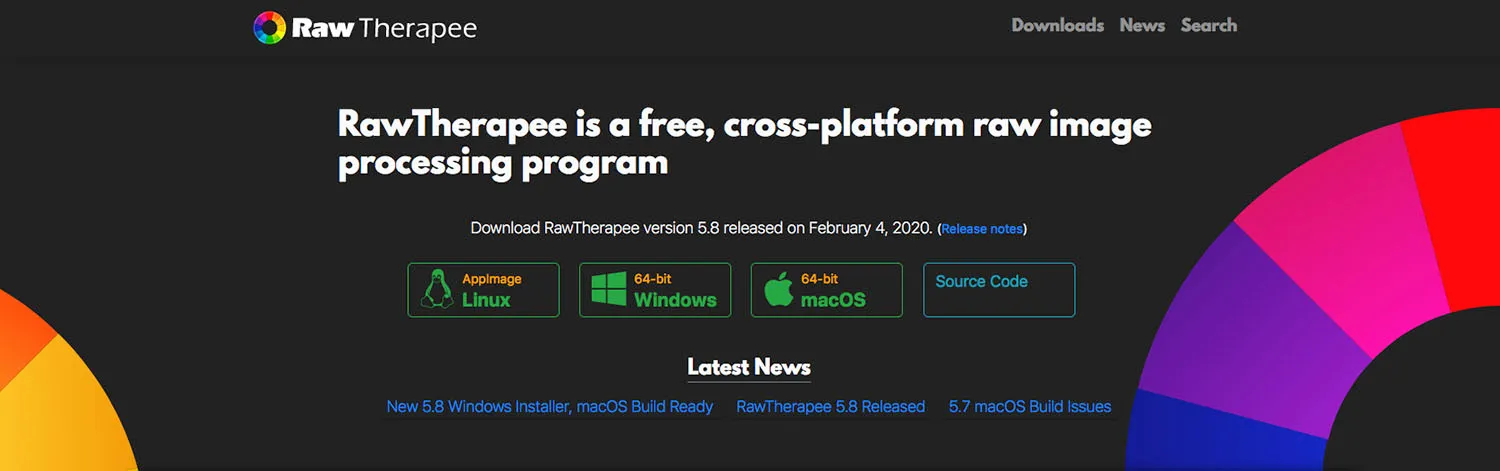 Raw Therapee
Downloads News Search
RawTherapee is a free, cross-platform raw image
processing program
Download RawTherapee version 5.8 released on February 4, 2020. (Release notes)
AppImage
Linux
64-bit
Windows
64-bit
macOS
Source Code
Latest News
New 5.8 Windows Installer, macOS Build Ready RawTherapee 5.8 Released 5.7 macOS Build Issues